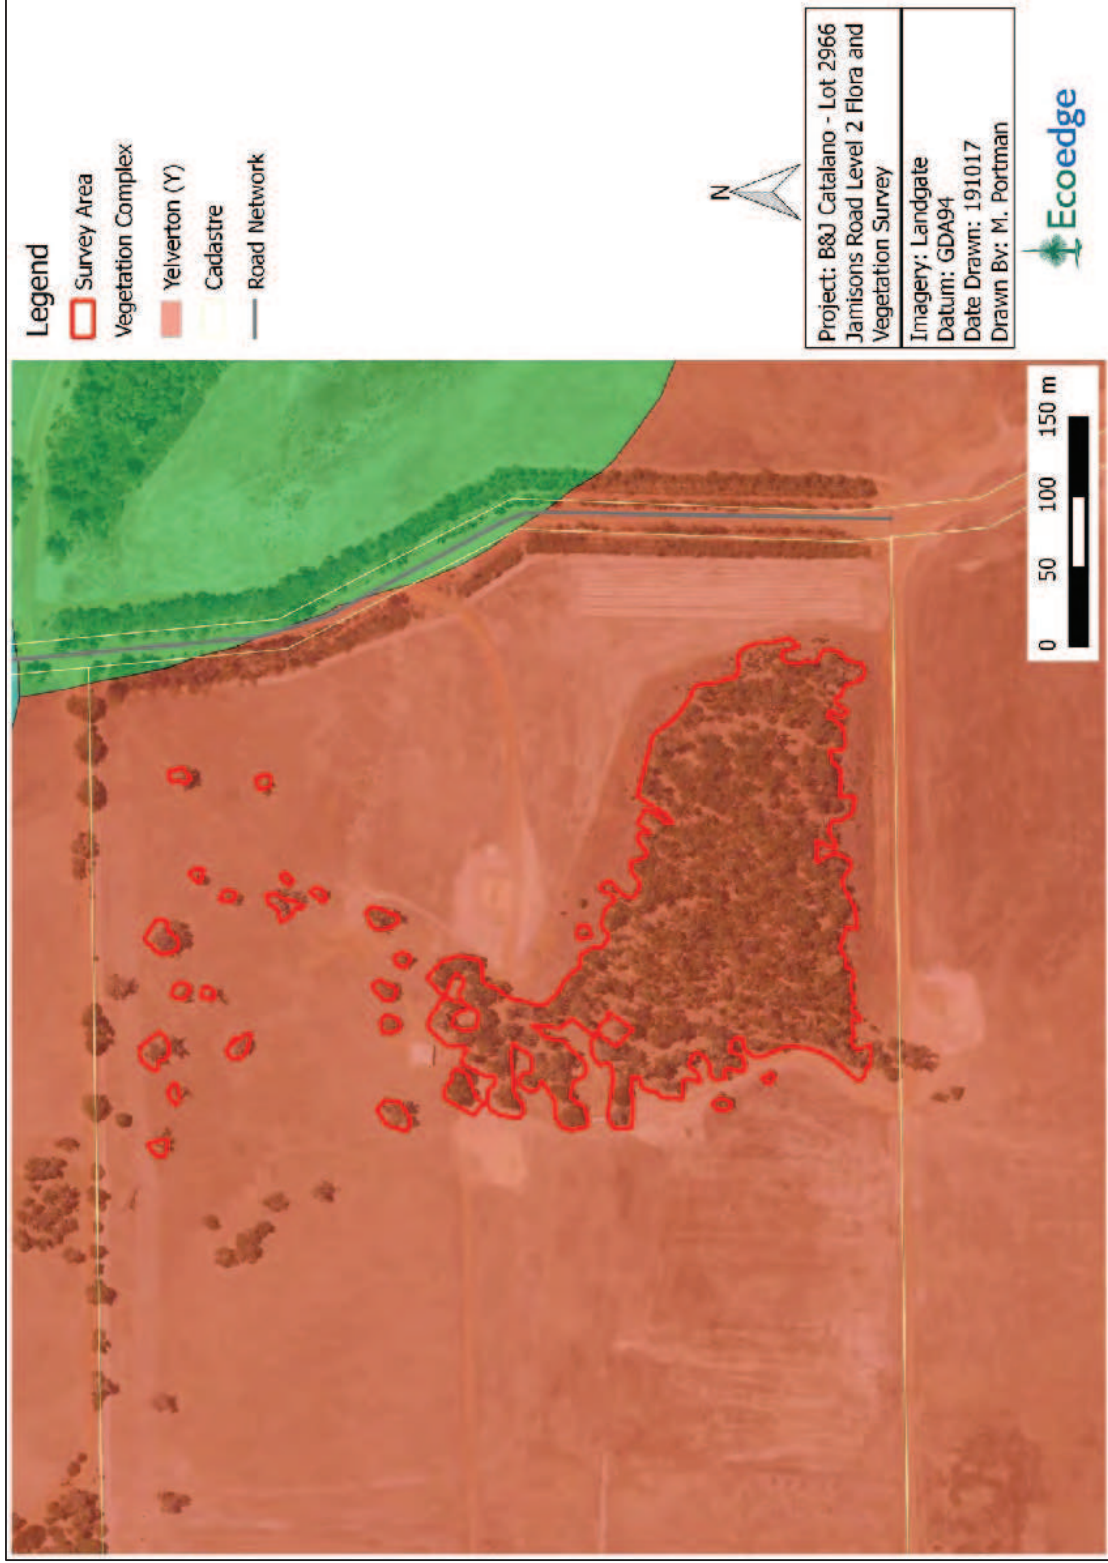 Legend
Survey Area
Vegetation Complex
Yelverton (Y)
Cadastre
Road Network
N
Project: B&J Catalano - Lot 2966
Jamisons Road Level 2 Flora and
Vegetation Survey
Imagery: Landgate
Datum: GDA94
Date Drawn: 191017
Drawn By: M. Portman
Ecoedge
0 50 100 150 m